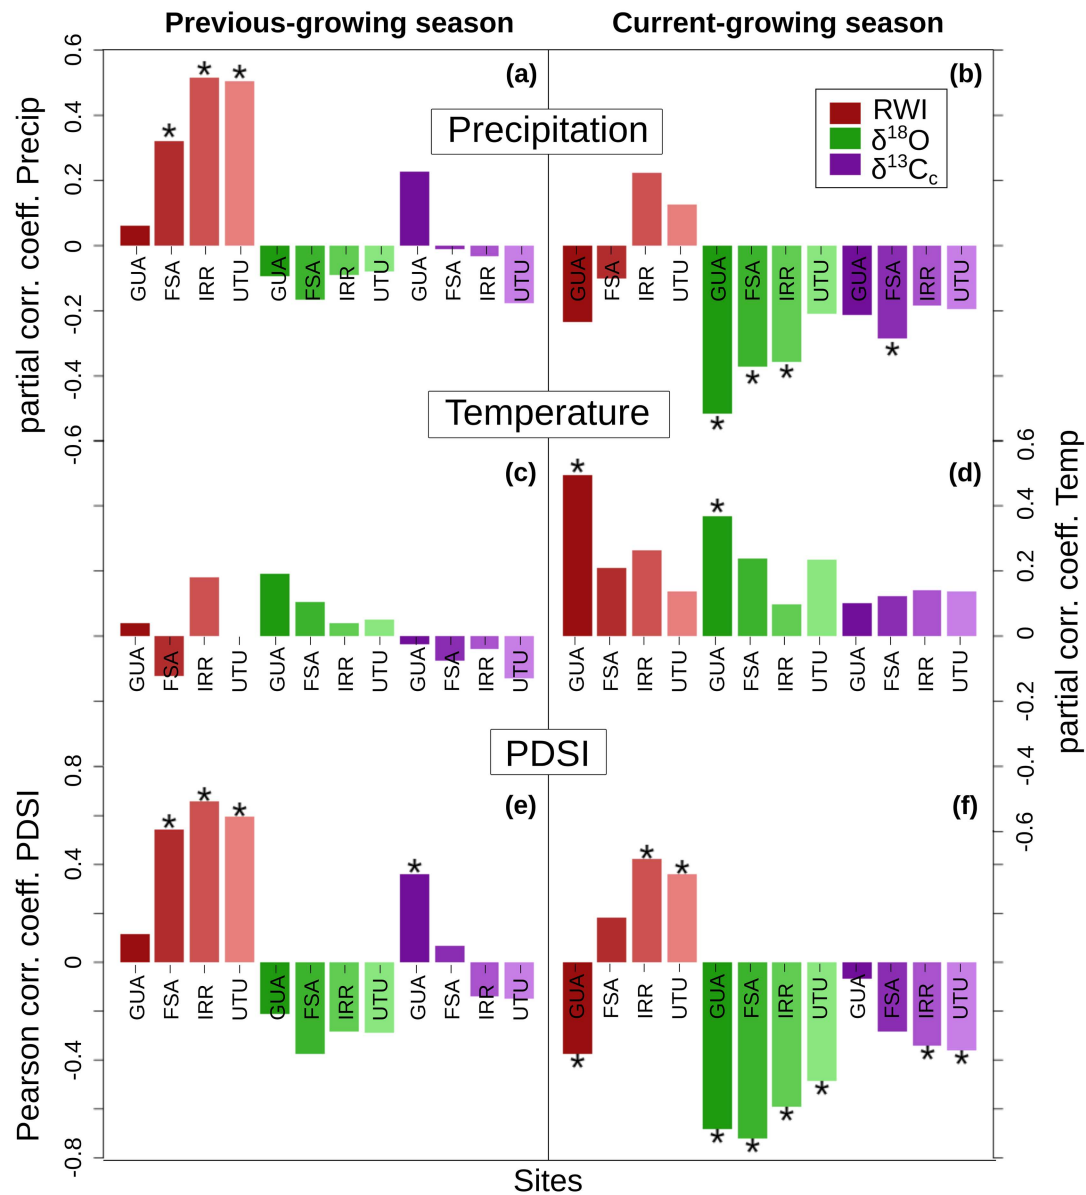 Previous-growing season
Current-growing season
partial corr. coeff. Precip
0.6
0.4
0.2
0
-0.2
-0.4
-0.6
(a)
(b)
Precipitation
RWI
δ¹⁸O
δ¹³Cc
GUA FSA IRR UTU GUA FSA IRR UTU GUA FSA IRR UTU
* * *
GUA FSA IRR UTU GUA FSA IRR UTU GUA FSA IRR UTU
* * * *
Temperature
(c)
(d)
partial corr. coeff. Temp
0.6
0.4
0.2
0
-0.2
-0.4
-0.6
* *
GUA FSA IRR UTU GUA FSA IRR UTU GUA FSA IRR UTU
GUA FSA IRR UTU GUA FSA IRR UTU GUA FSA IRR UTU
PDSI
(e)
(f)
Pearson corr. coeff. PDSI
0.8
0.4
0
-0.4
-0.8
* * * *
GUA FSA IRR UTU GUA FSA IRR UTU GUA FSA IRR UTU
* *
GUA FSA IRR UTU GUA FSA IRR UTU GUA FSA IRR UTU
* * * * * * *
Sites